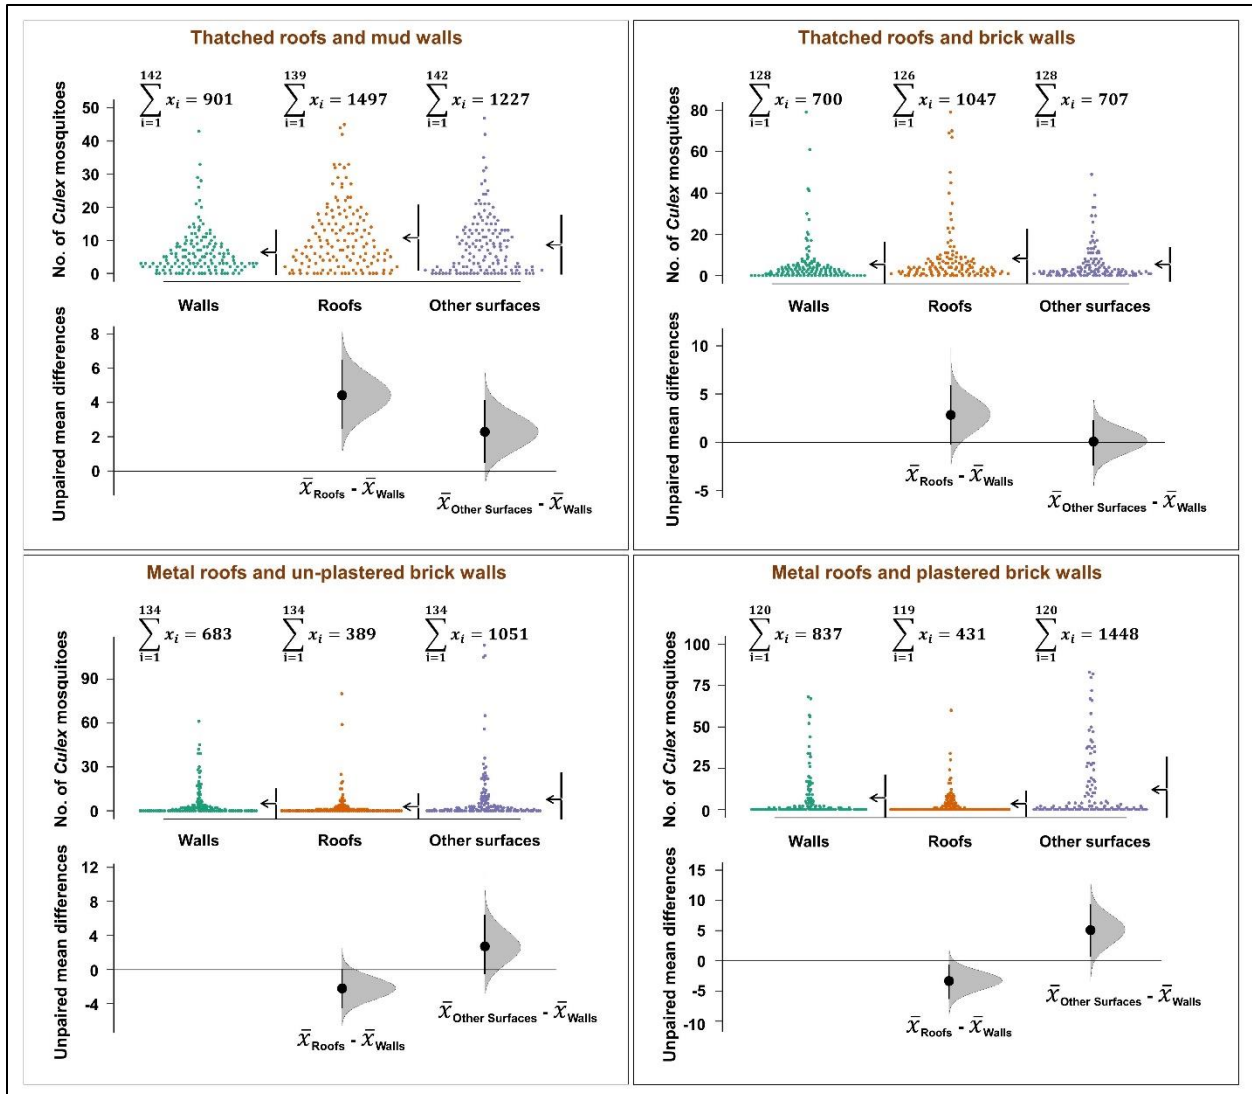 Thatched roofs and mud walls
142 139 142
∑ xᵢ = 901 ∑ xᵢ = 1497 ∑ xᵢ = 1227
i=1 i=1 i=1
No. of Culex mosquitoes
50
40
30
20
10
0
Walls Roofs Other surfaces
Unpaired mean differences
8
6
4
2
0
x̄ Roofs - x̄ Walls
x̄ Other Surfaces - x̄ Walls
Thatched roofs and brick walls
128 126 128
∑ xᵢ = 700 ∑ xᵢ = 1047 ∑ xᵢ = 707
i=1 i=1 i=1
No. of Culex mosquitoes
80
60
40
20
0
Walls Roofs Other surfaces
Unpaired mean differences
10
5
0
-5
x̄ Roofs - x̄ Walls
x̄ Other Surfaces - x̄ Walls
Metal roofs and un-plastered brick walls
134 134 134
∑ xᵢ = 683 ∑ xᵢ = 389 ∑ xᵢ = 1051
i=1 i=1 i=1
No. of Culex mosquitoes
90
60
30
0
Walls Roofs Other surfaces
Unpaired mean differences
12
8
4
0
-4
x̄ Roofs - x̄ Walls
x̄ Other Surfaces - x̄ Walls
Metal roofs and plastered brick walls
120 119 120
∑ xᵢ = 837 ∑ xᵢ = 431 ∑ xᵢ = 1448
i=1 i=1 i=1
No. of Culex mosquitoes
100
75
50
25
0
Walls Roofs Other surfaces
Unpaired mean differences
15
10
5
0
-5
-10
x̄ Roofs - x̄ Walls
x̄ Other Surfaces - x̄ Walls